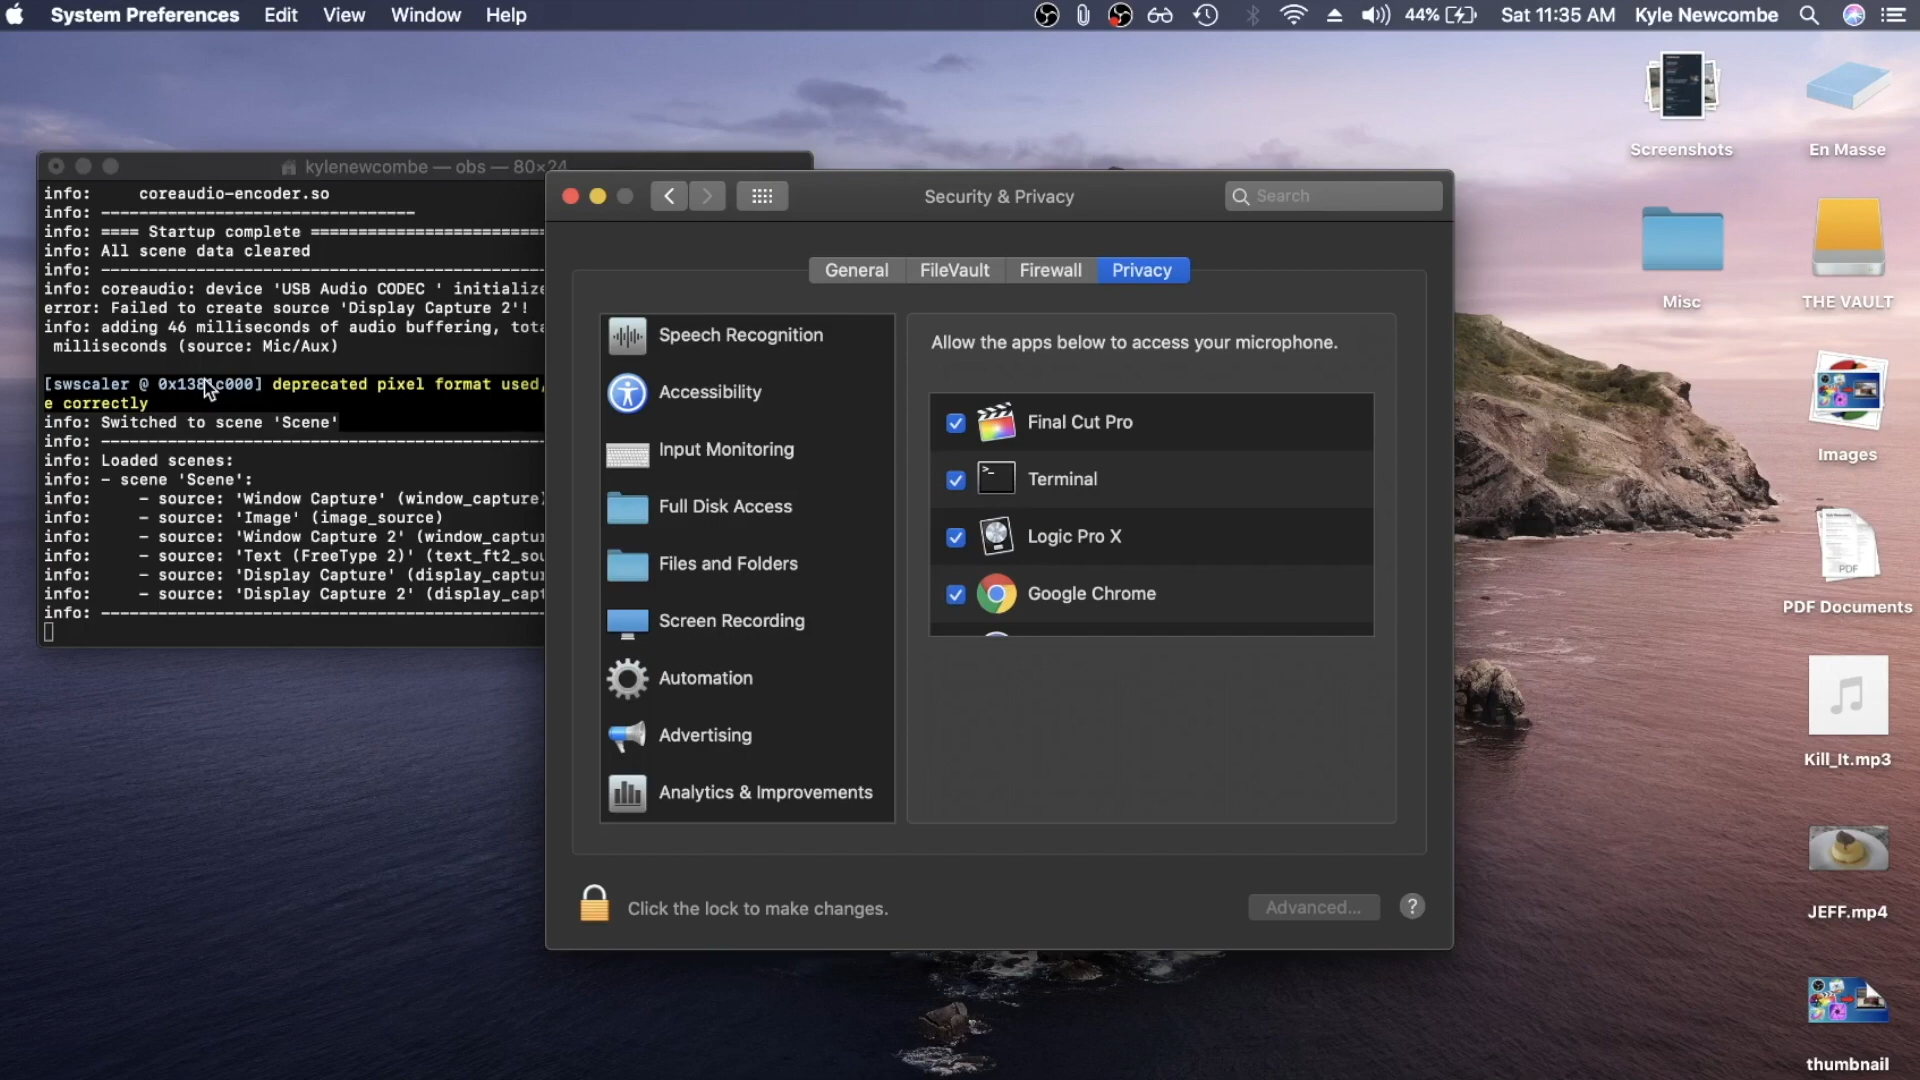 System Preferences Edit View Window Help
44% Sat 11:35 AM Kyle Newcombe
kylenewcombe — obs — 80×24
info:     coreaudio-encoder.so
info: ---------------------------------
info: ==== Startup complete =========================
info: All scene data cleared
info: ------------------------------------------------
info: coreaudio: device 'USB Audio CODEC ' initialize
error: Failed to create source 'Display Capture 2'!
info: adding 46 milliseconds of audio buffering, tota
milliseconds (source: Mic/Aux)
[swscaler @ 0x1381c000] deprecated pixel format used,
e correctly
info: Switched to scene 'Scene'
info: ------------------------------------------------
info: Loaded scenes:
info: - scene 'Scene':
info:     - source: 'Window Capture' (window_capture)
info:     - source: 'Image' (image_source)
info:     - source: 'Window Capture 2' (window_captur
info:     - source: 'Text (FreeType 2)' (text_ft2_sou
info:     - source: 'Display Capture' (display_captur
info:     - source: 'Display Capture 2' (display_capt
info: ------------------------------------------------
Security & Privacy
Search
General FileVault Firewall Privacy
Speech Recognition
Accessibility
Input Monitoring
Full Disk Access
Files and Folders
Screen Recording
Automation
Advertising
Analytics & Improvements
Allow the apps below to access your microphone.
Final Cut Pro
Terminal
Logic Pro X
Google Chrome
Click the lock to make changes.
Advanced...
?
Screenshots
En Masse
Misc
THE VAULT
Images
PDF
PDF Documents
Kill_It.mp3
JEFF.mp4
thumbnail